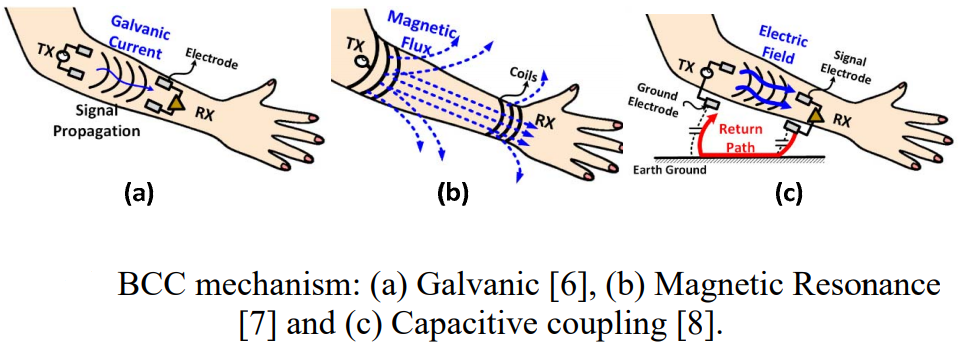 Galvanic
Current
TX
Electrode
RX
Signal
Propagation
(a)
Magnetic
Flux
TX
Coils
RX
(b)
Electric
Field
Signal
Electrode
TX
Ground
Electrode
RX
Return
Path
Earth Ground
(c)
BCC mechanism: (a) Galvanic [6], (b) Magnetic Resonance
[7] and (c) Capacitive coupling [8].